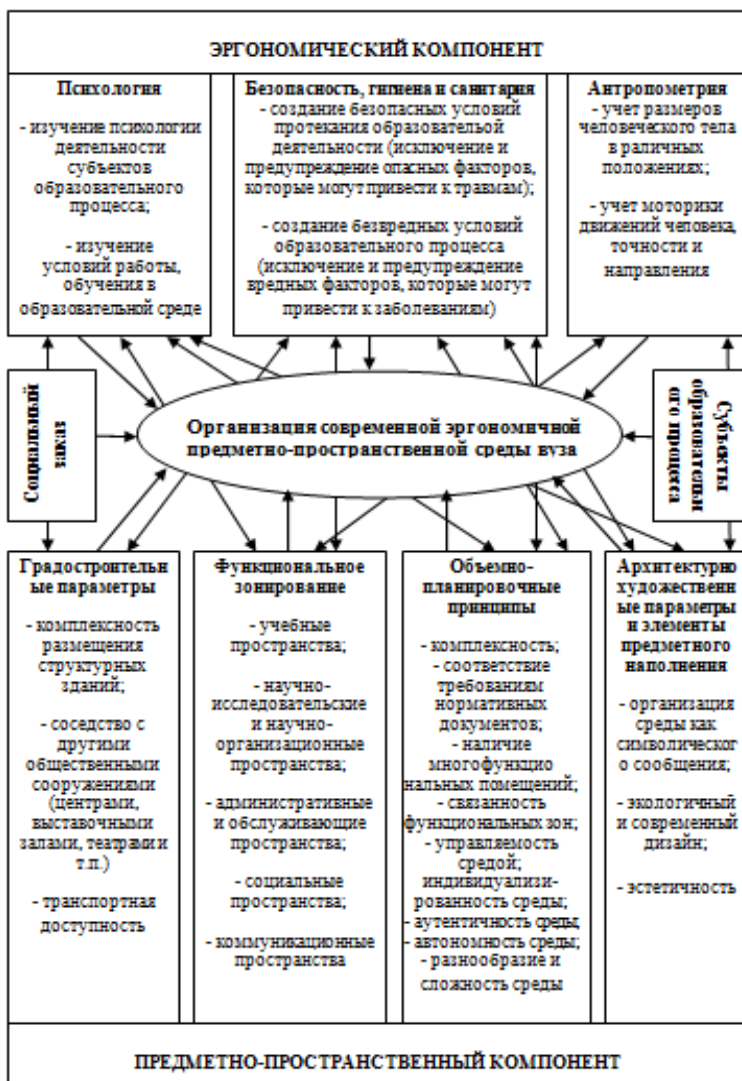 ЭРГОНОМИЧЕСКИЙ КОМПОНЕНТ
Психология
- изучение психологии
деятельности
субъектов
образовательного
процесса;
- изучение
условий работы,
обучения в
образовательной среде
Безопасность, гигиена и санитария
- создание безопасных условий
протекания образовательой
деятельности (исключение и
предупреждение опасных факторов,
которые могут привести к травмам);
- создание безвредных условий
образовательного процесса
(исключение и предупреждение
вредных факторов, которые могут
привести к заболеваниям)
Антропометрия
- учет размеров
человеческого тела
в раличных
положениях;
- учет моторики
движений человека,
точности и
направления
Социальный
заказ
Организация современной эргономичной
предметно-пространственной среды вуза
Субъекты
образовательн
ого процесса
Градостроительн
ые параметры
- комплексность
размещения
структурных
зданий;
- соседство с
другими
общественными
сооружениями
(центрами,
выставочными
залами, театрами и
т.п.)
- транспортная
доступность
Функциональное
зонирование
- учебные
пространства;
- научно-
исследовательские
и научно-
организационные
пространства;
- административные
и обслуживающие
пространства;
- социальные
пространства;
- коммуникационные
пространства
Объемно-
планировочные
принципы
- комплексность;
- соответствие
требованиям
нормативных
документов;
- наличие
многофункцио
нальных помещений;
- связанность
функциональных зон;
- управляемость
средой;
индивидуализи-
рованность среды;
- аутентичность среды;
- автономность среды;
- разнообразие и
сложность среды
Архитектурно
художественн
ые параметры
и элементы
предметного
наполнения
- организация
среды как
символическог
о сообщения;
- экологичный
и современный
дизайн;
- эстетичность
ПРЕДМЕТНО-ПРОСТРАНСТВЕННЫЙ КОМПОНЕНТ